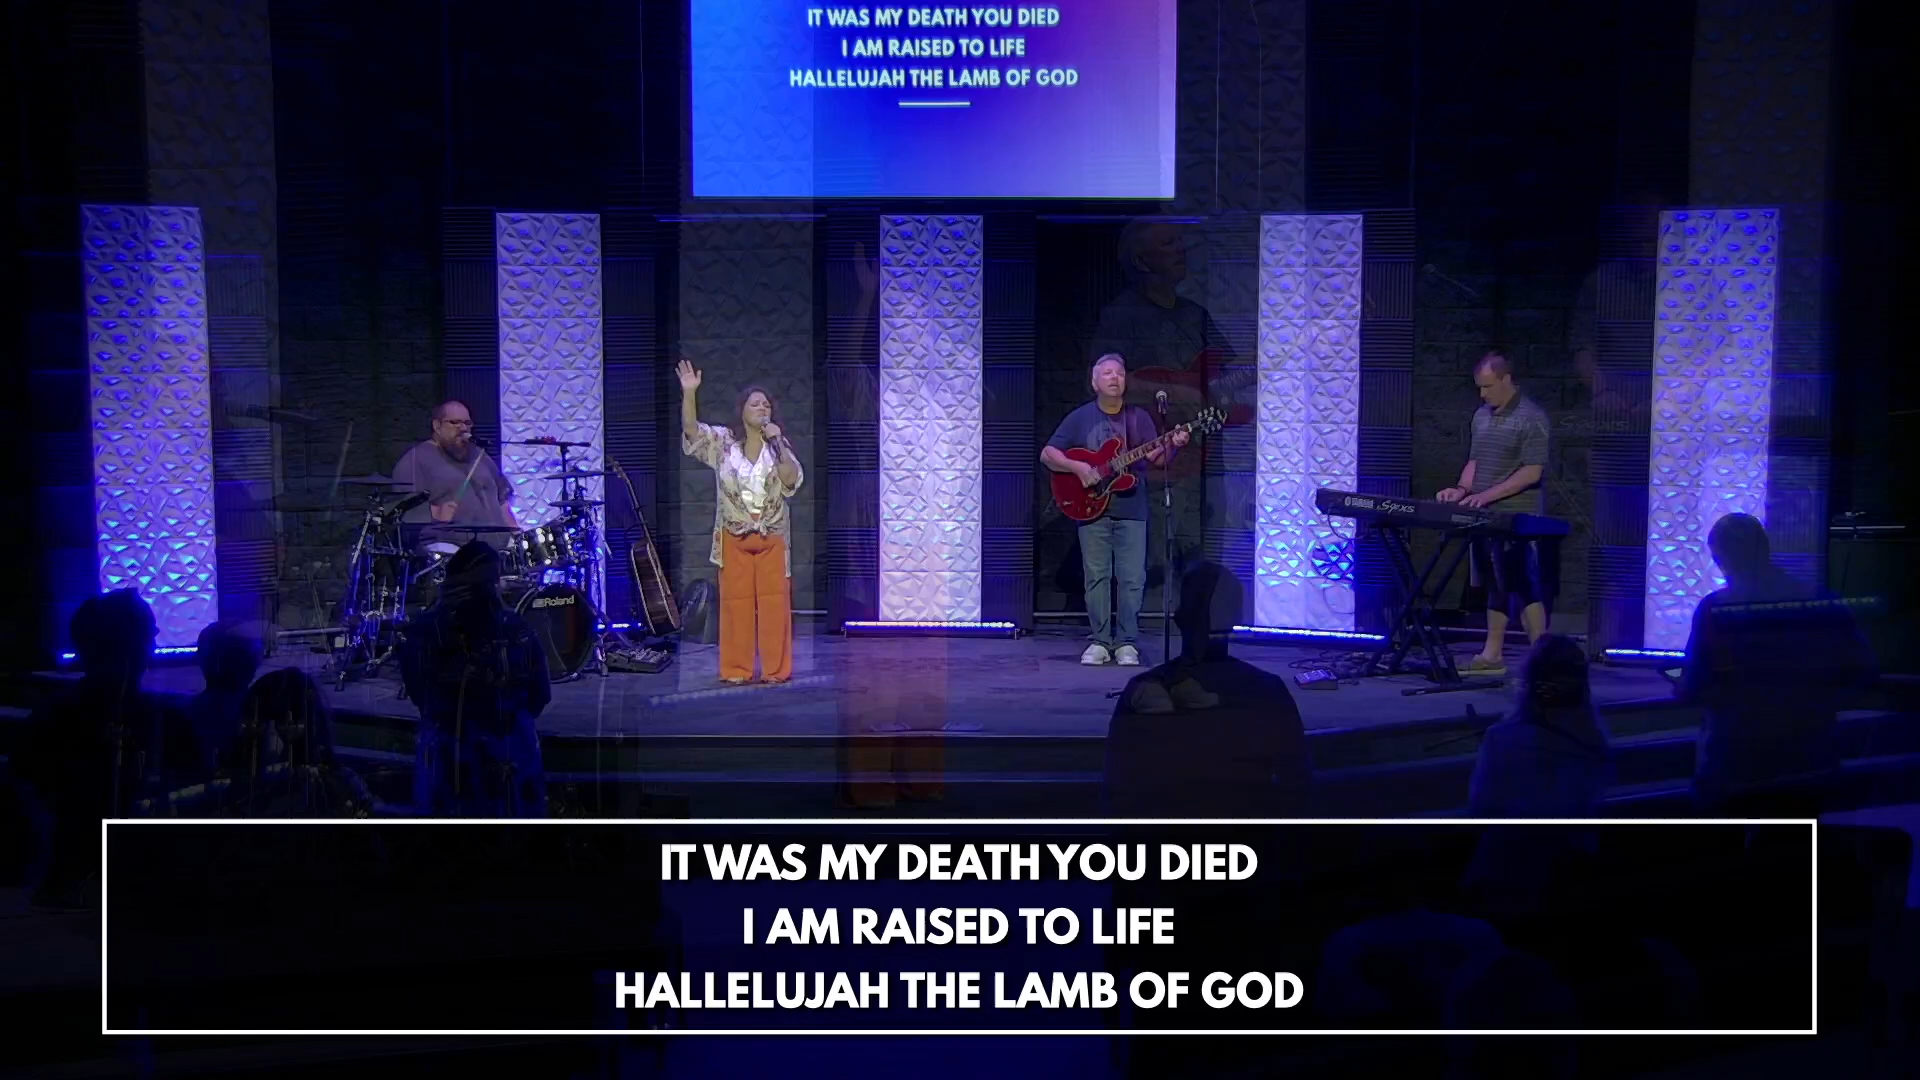 IT WAS MY DEATH YOU DIED
I AM RAISED TO LIFE
HALLELUJAH THE LAMB OF GOD
Roland
YAMAHA
IT WAS MY DEATH YOU DIED
I AM RAISED TO LIFE
HALLELUJAH THE LAMB OF GOD